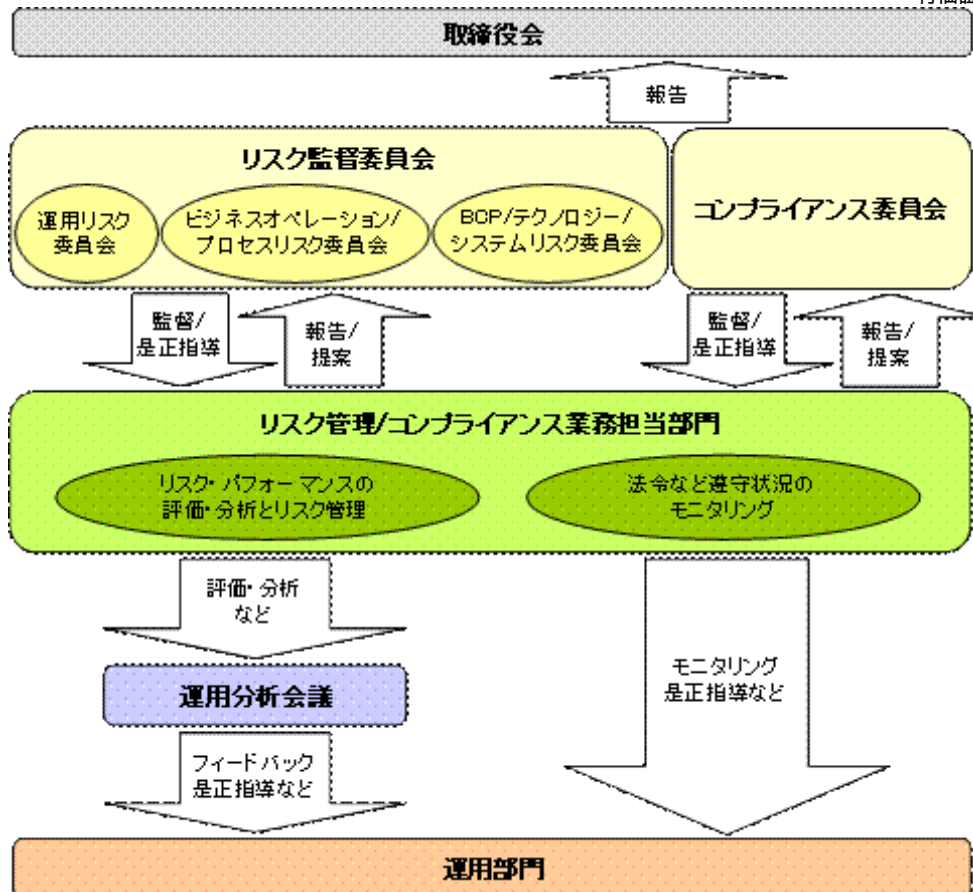 取締役会
報告
リスク監督委員会
運用リスク
委員会
ビジネスオペレーション/
プロセスリスク委員会
BCP/テクノロジー/
システムリスク委員会
コンプライアンス委員会
監督/
是正指導
報告/
提案
監督/
是正指導
報告/
提案
リスク管理/コンプライアンス業務担当部門
リスク・パフォーマンスの
評価・分析とリスク管理
法令など遵守状況の
モニタリング
評価・分析
など
運用分析会議
モニタリング
是正指導など
フィードバック
是正指導など
運用部門